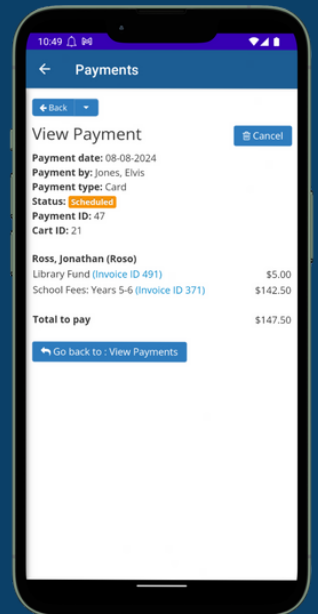 10:49
Payments
Back
View Payment
Cancel
Payment date: 08-08-2024
Payment by: Jones, Elvis
Payment type: Card
Status: Scheduled
Payment ID: 47
Cart ID: 21
Ross, Jonathan (Roso)
Library Fund (Invoice ID 491) $5.00
School Fees: Years 5-6 (Invoice ID 371) $142.50
Total to pay $147.50
Go back to : View Payments